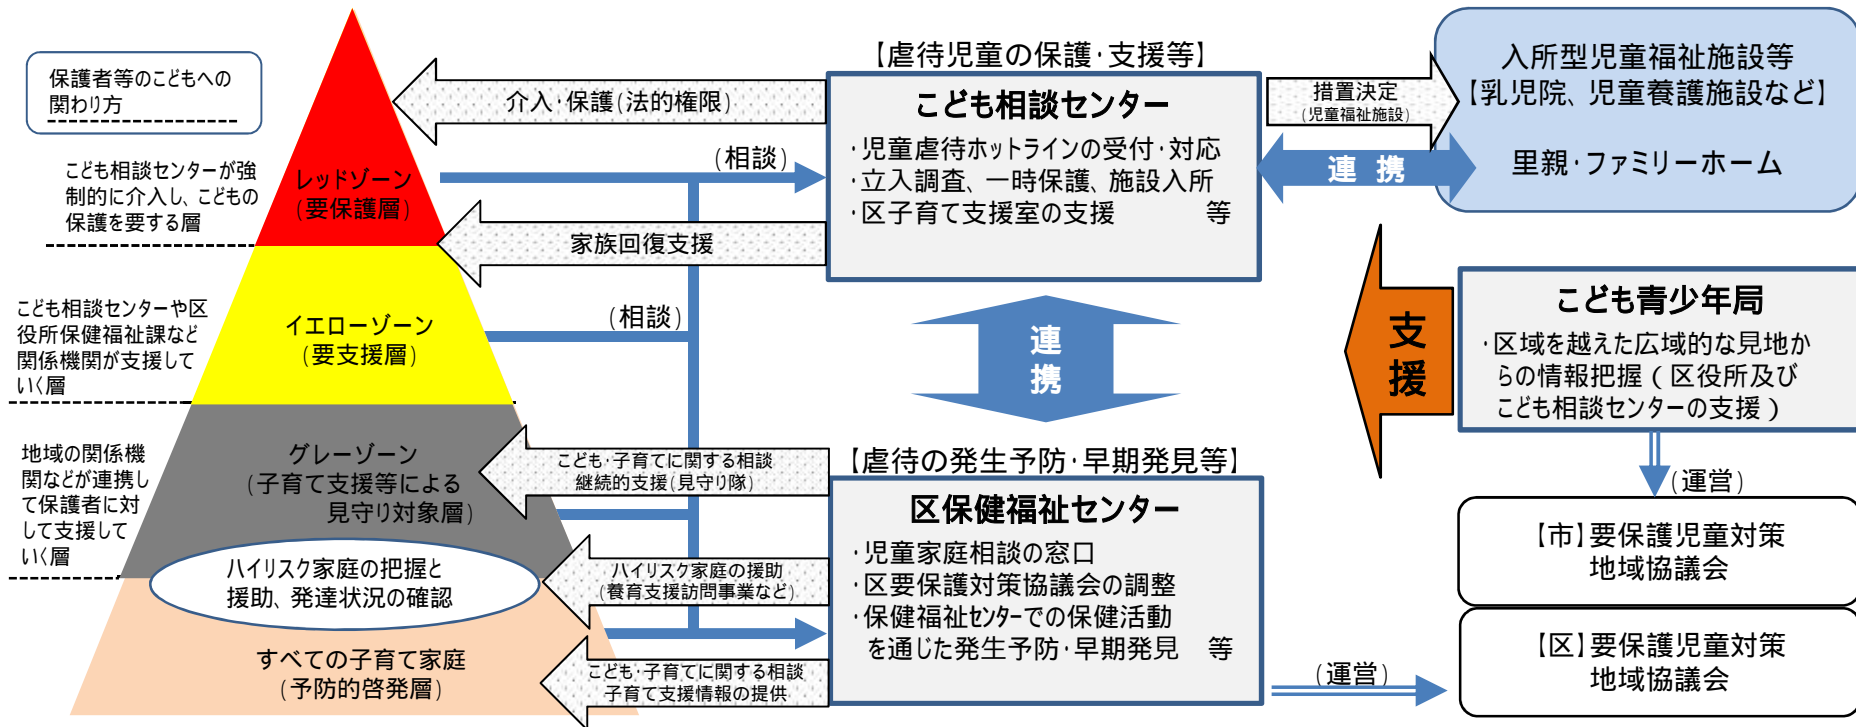 保護者等のこどもへの
関わり方
こども相談センターが強
制的に介入し、こどもの
保護を要する層
こども相談センターや区
役所保健福祉課など
関係機関が支援して
いく層
地域の関係機
関などが連携し
て保護者に対
して支援して
いく層
レッドゾーン
(要保護層)
イエローゾーン
(要支援層)
グレーゾーン
(子育て支援等による
見守り対象層)
ハイリスク家庭の把握と
援助、発達状況の確認
すべての子育て家庭
(予防的啓発層)
介入・保護(法的権限)
(相談)
家族回復支援
(相談)
こども・子育てに関する相談
継続的支援(見守り隊)
ハイリスク家庭の援助
(養育支援訪問事業など)
こども・子育てに関する相談
子育て支援情報の提供
【虐待児童の保護・支援等】
こども相談センター
・児童虐待ホットラインの受付・対応
・立入調査、一時保護、施設入所
・区子育て支援室の支援 等
連携
【虐待の発生予防・早期発見等】
区保健福祉センター
・児童家庭相談の窓口
・区要保護対策協議会の調整
・保健福祉センターでの保健活動
を通じた発生予防・早期発見 等
措置決定
(児童福祉施設)
連 携
入所型児童福祉施設等
【乳児院、児童養護施設など】
里親・ファミリーホーム
支援
こども青少年局
・区域を越えた広域的な見地か
らの情報把握（区役所及び
こども相談センターの支援）
(運営)
【市】要保護児童対策
地域協議会
(運営)
【区】要保護児童対策
地域協議会